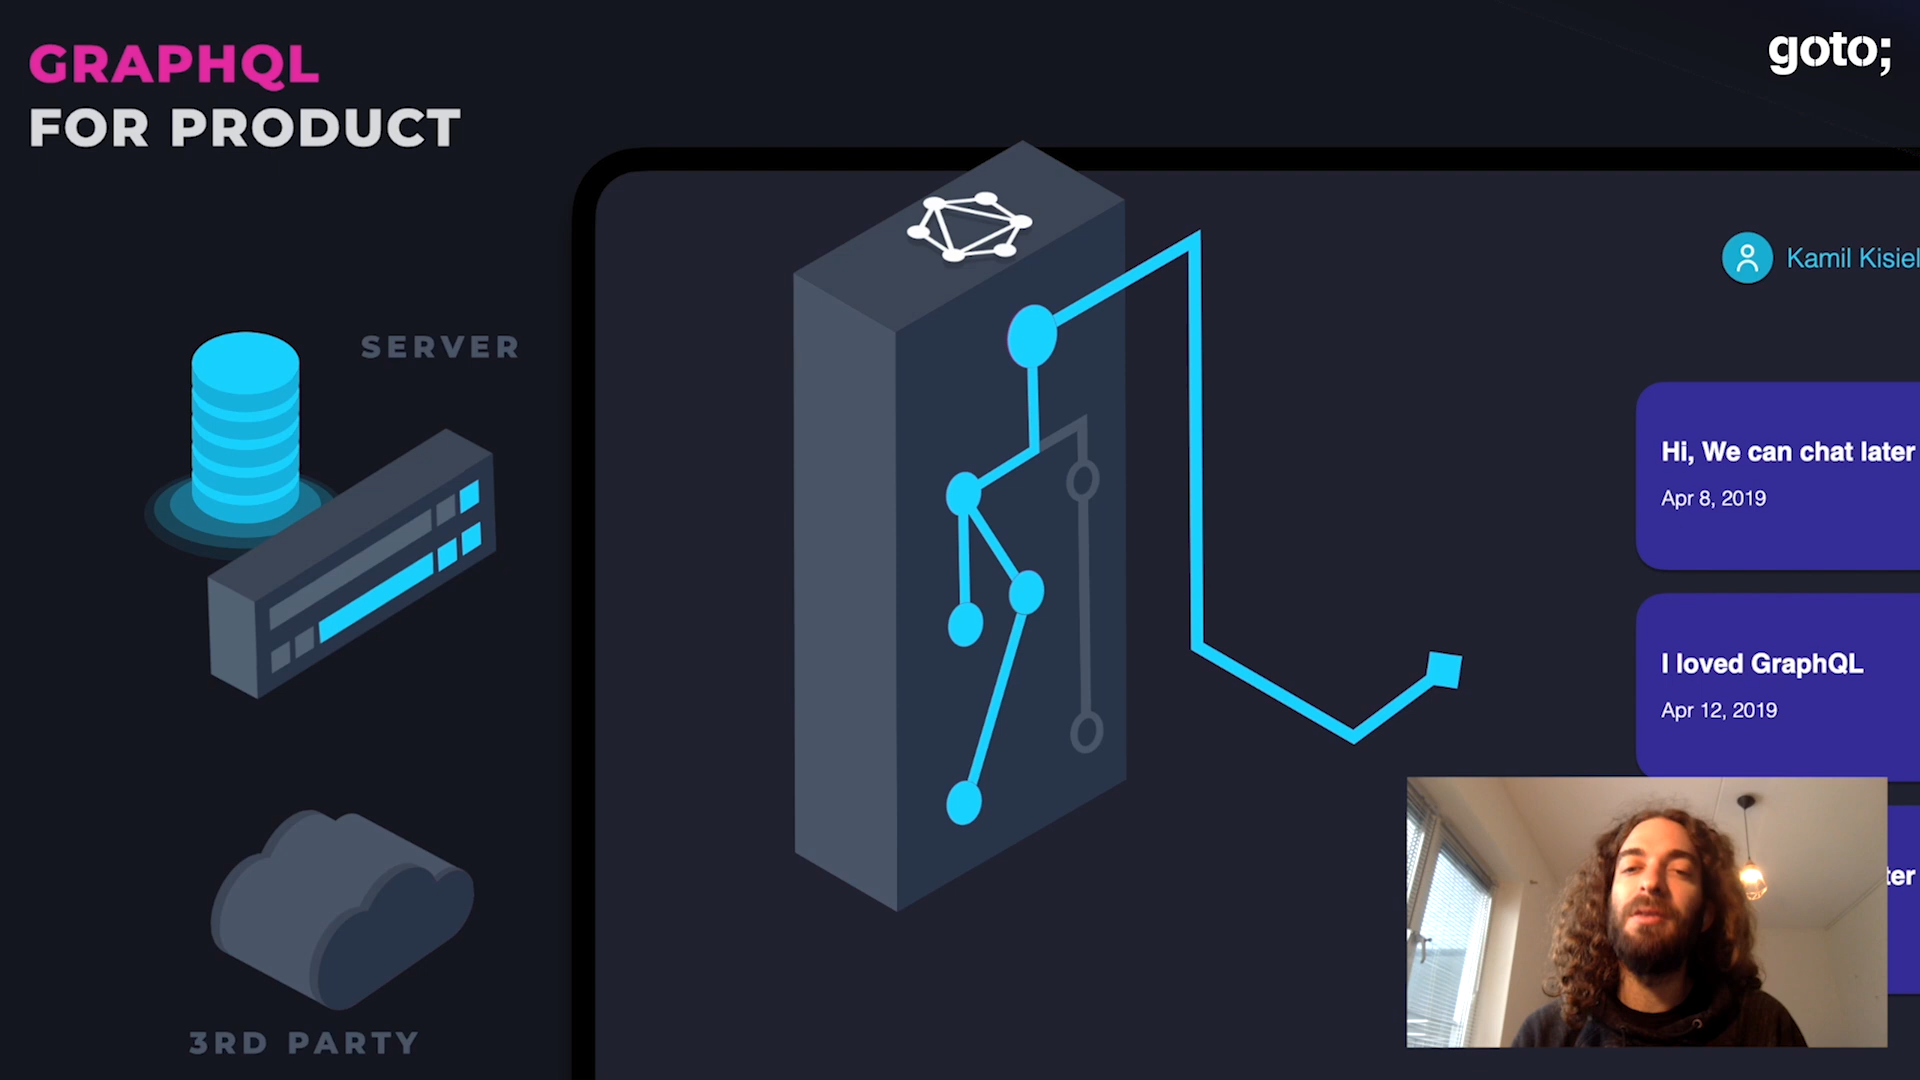 GRAPHQL
FOR PRODUCT
goto;
Kamil Kisiel
SERVER
Hi, We can chat later
Apr 8, 2019
I loved GraphQL
Apr 12, 2019
3RD PARTY